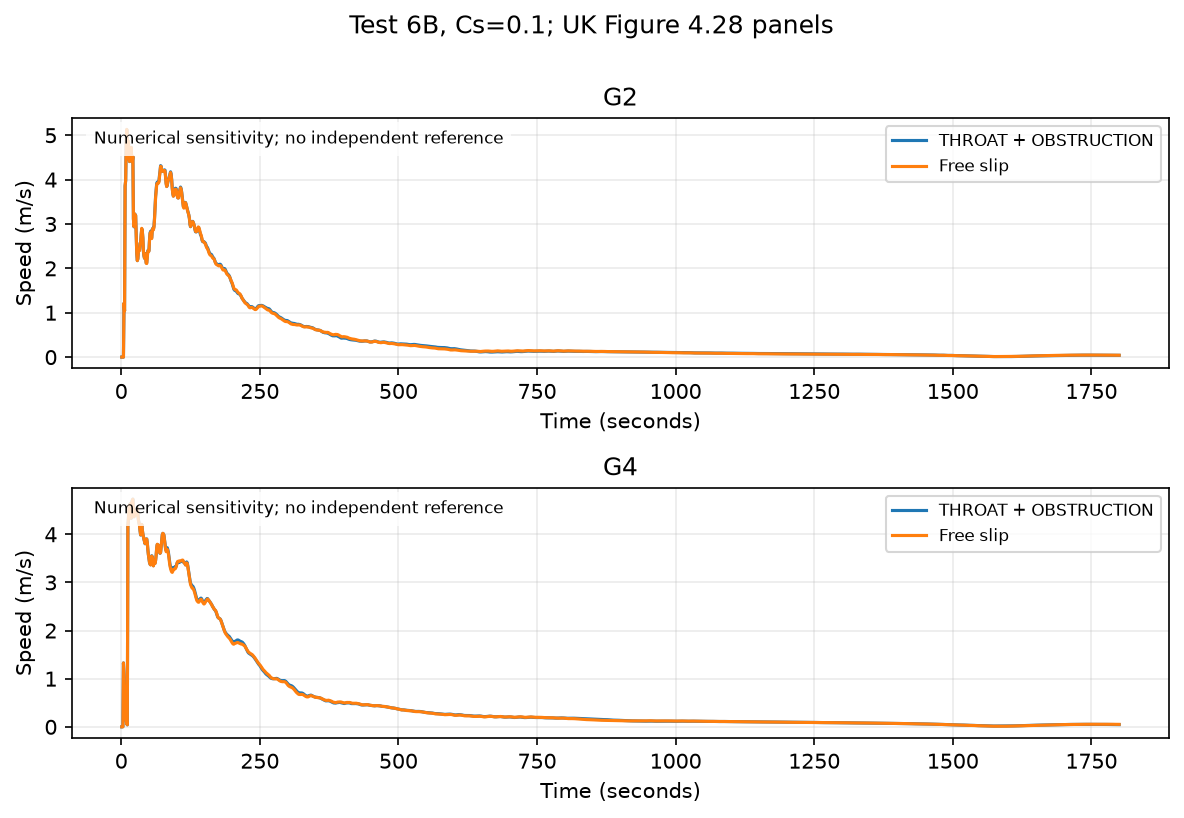 Test 6B, Cs=0.1; UK Figure 4.28 panels
G2
Numerical sensitivity; no independent reference
THROAT + OBSTRUCTION
Free slip
Speed (m/s)
5
4
3
2
1
0
0 250 500 750 1000 1250 1500 1750
Time (seconds)
G4
Numerical sensitivity; no independent reference
THROAT + OBSTRUCTION
Free slip
Speed (m/s)
4
3
2
1
0
0 250 500 750 1000 1250 1500 1750
Time (seconds)